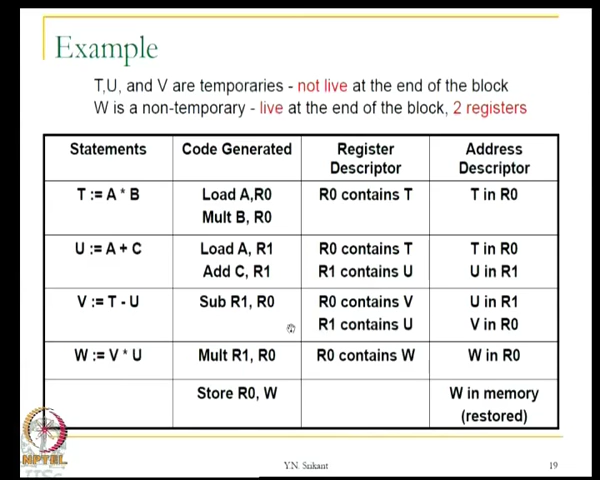 Example
T,U, and V are temporaries - not live at the end of the block
W is a non-temporary - live at the end of the block, 2 registers
Statements Code Generated Register Descriptor Address Descriptor
T := A * B Load A,R0 R0 contains T T in R0
Mult B, R0
U := A + C Load A, R1 R0 contains T T in R0
Add C, R1 R1 contains U U in R1
V := T - U Sub R1, R0 R0 contains V U in R1
R1 contains U V in R0
W := V * U Mult R1, R0 R0 contains W W in R0
Store R0, W W in memory
(restored)
NPTEL
Y.N. Srikant
19